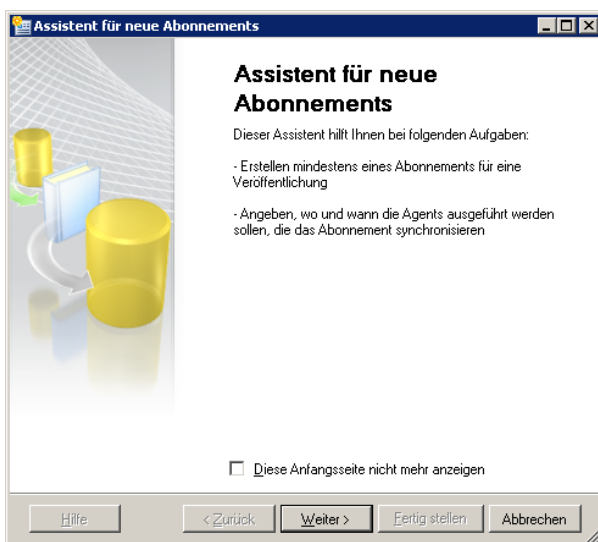 Assistent für neue Abonnements
Assistent für neue
Abonnements
Dieser Assistent hilft Ihnen bei folgenden Aufgaben:
- Erstellen mindestens eines Abonnements für eine
Veröffentlichung
- Angeben, wo und wann die Agents ausgeführt werden
sollen, die das Abonnement synchronisieren
Diese Anfangsseite nicht mehr anzeigen
Hilfe
< Zurück
Weiter >
Fertig stellen
Abbrechen